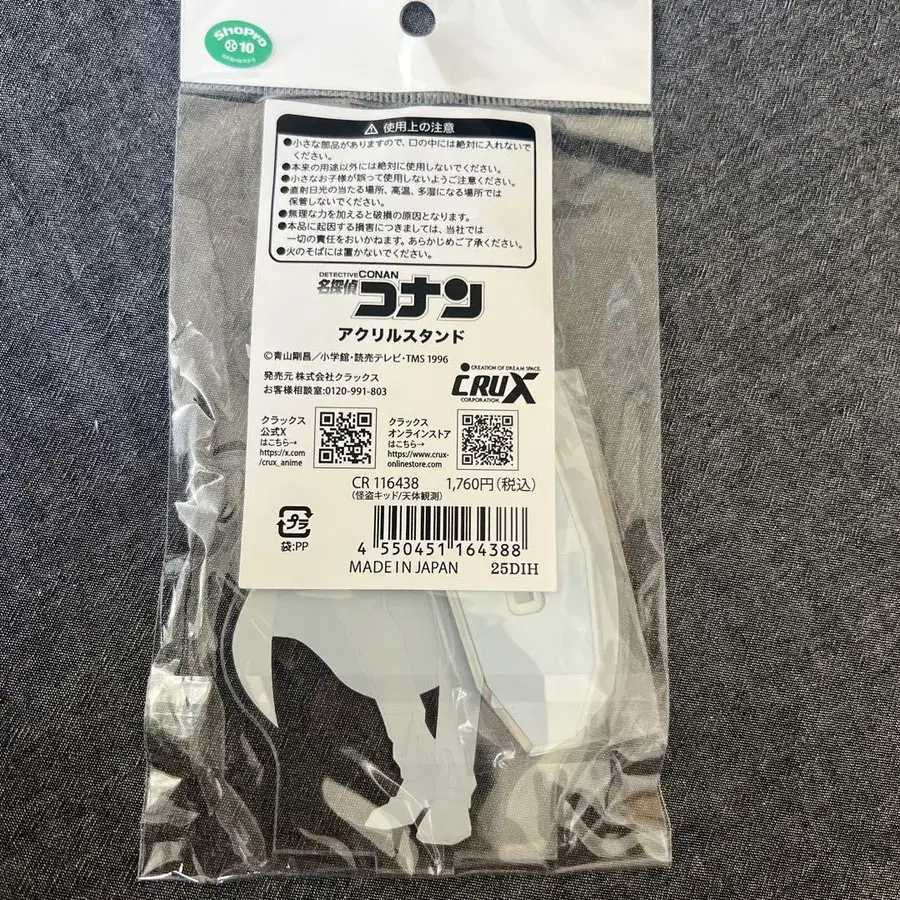 ShoPro
10
⚠ 使用上の注意
●小さな部品がありますので、口の中には絶対に入れないで
ください。
●本来の用途以外には絶対に使用しないでください。
●小さなお子様が誤って使用しないようご注意ください。
●直射日光の当たる場所、高温、多湿になる場所では
保管しないでください。
●無理な力を加えると破損の原因となります。
●本品に起因する損害につきましては、当社では
一切の責任をおいかねます。あらかじめご了承ください。
●火のそばには置かないでください。
DETECTIVE CONAN
名探偵コナン
アクリルスタンド
©青山剛昌／小学館・読売テレビ・TMS 1996
発売元 株式会社クラックス
お客様相談室:0120-991-803
CREATION OF DREAM SPACE.
CRUX
CORPORATION
クラックス
公式X
はこちら→
https://x.com
/crux_anime
クラックス
オンラインストア
はこちら→
https://www.crux-
onlinestore.com
CR 116438 1,760円(税込)
(怪盗キッド/天体観測)
プラ
袋:PP
4 550451 164388
MADE IN JAPAN 25DIH